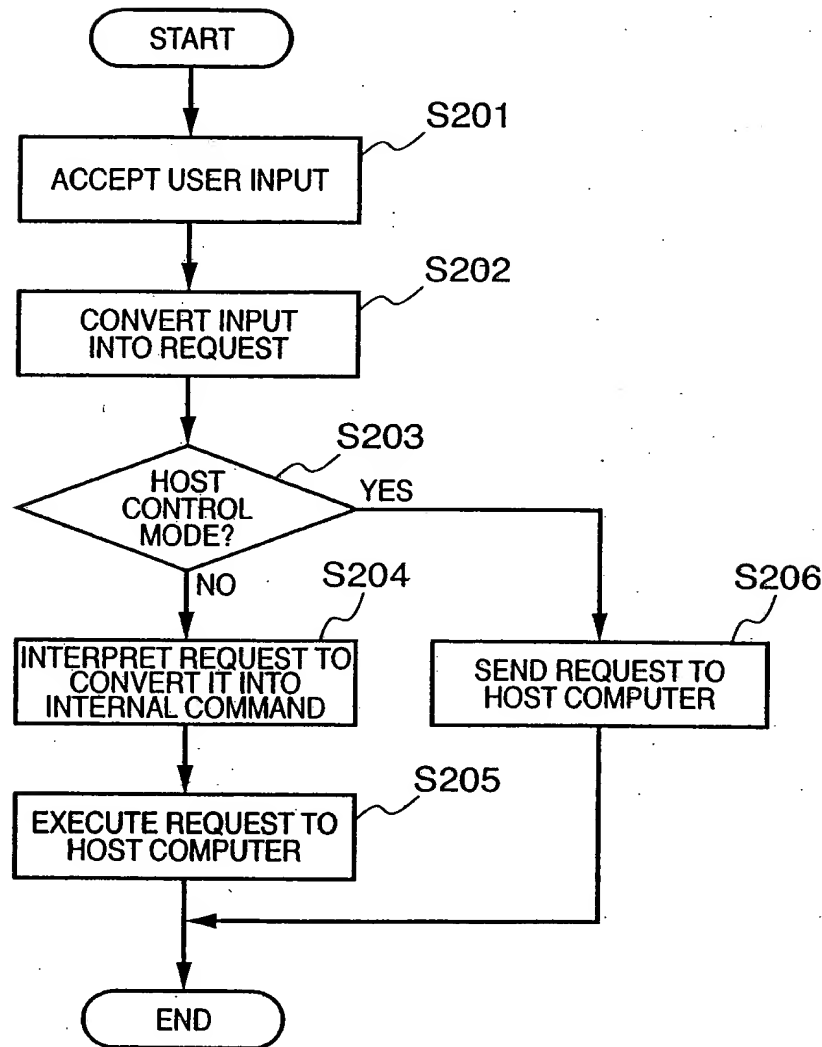 START
S201
ACCEPT USER INPUT
S202
CONVERT INPUT
INTO REQUEST
S203
HOST
CONTROL
MODE?
YES
NO
S204
INTERPRET REQUEST TO
CONVERT IT INTO
INTERNAL COMMAND
S206
SEND REQUEST TO
HOST COMPUTER
S205
EXECUTE REQUEST TO
HOST COMPUTER
END